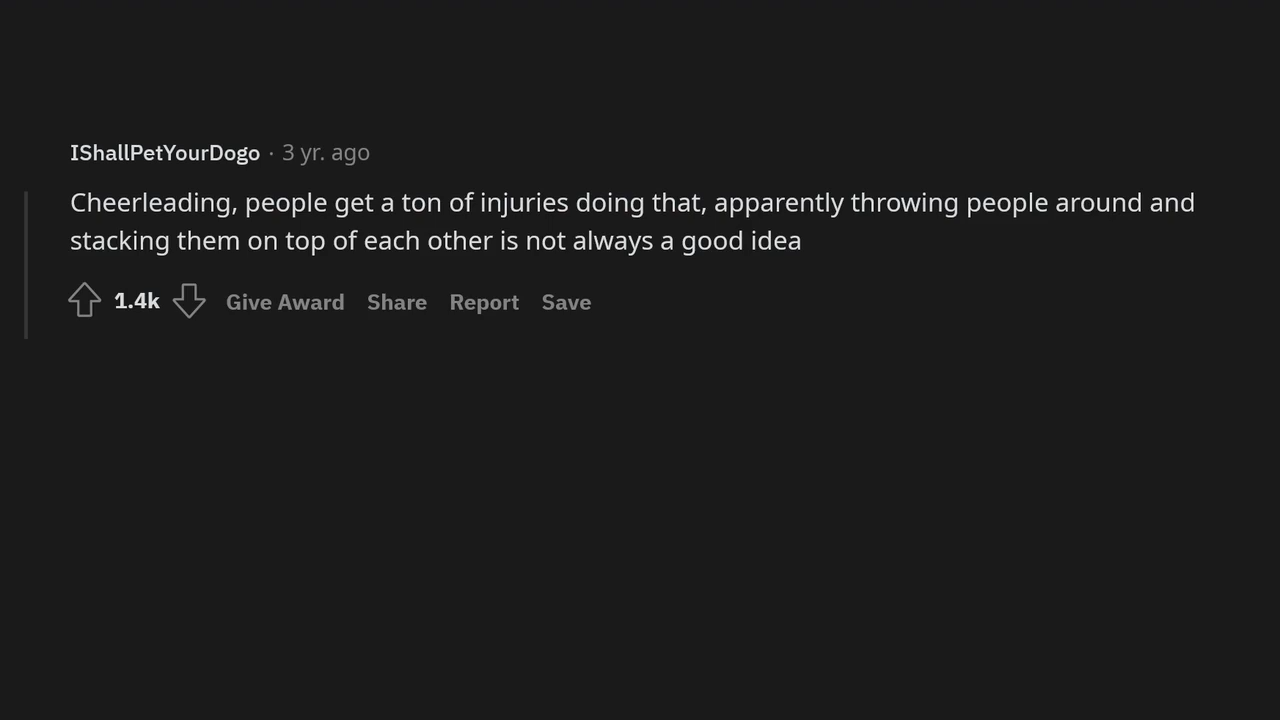 IShallPetYourDogo · 3 yr. ago
Cheerleading, people get a ton of injuries doing that, apparently throwing people around and
stacking them on top of each other is not always a good idea
1.4k Give Award Share Report Save